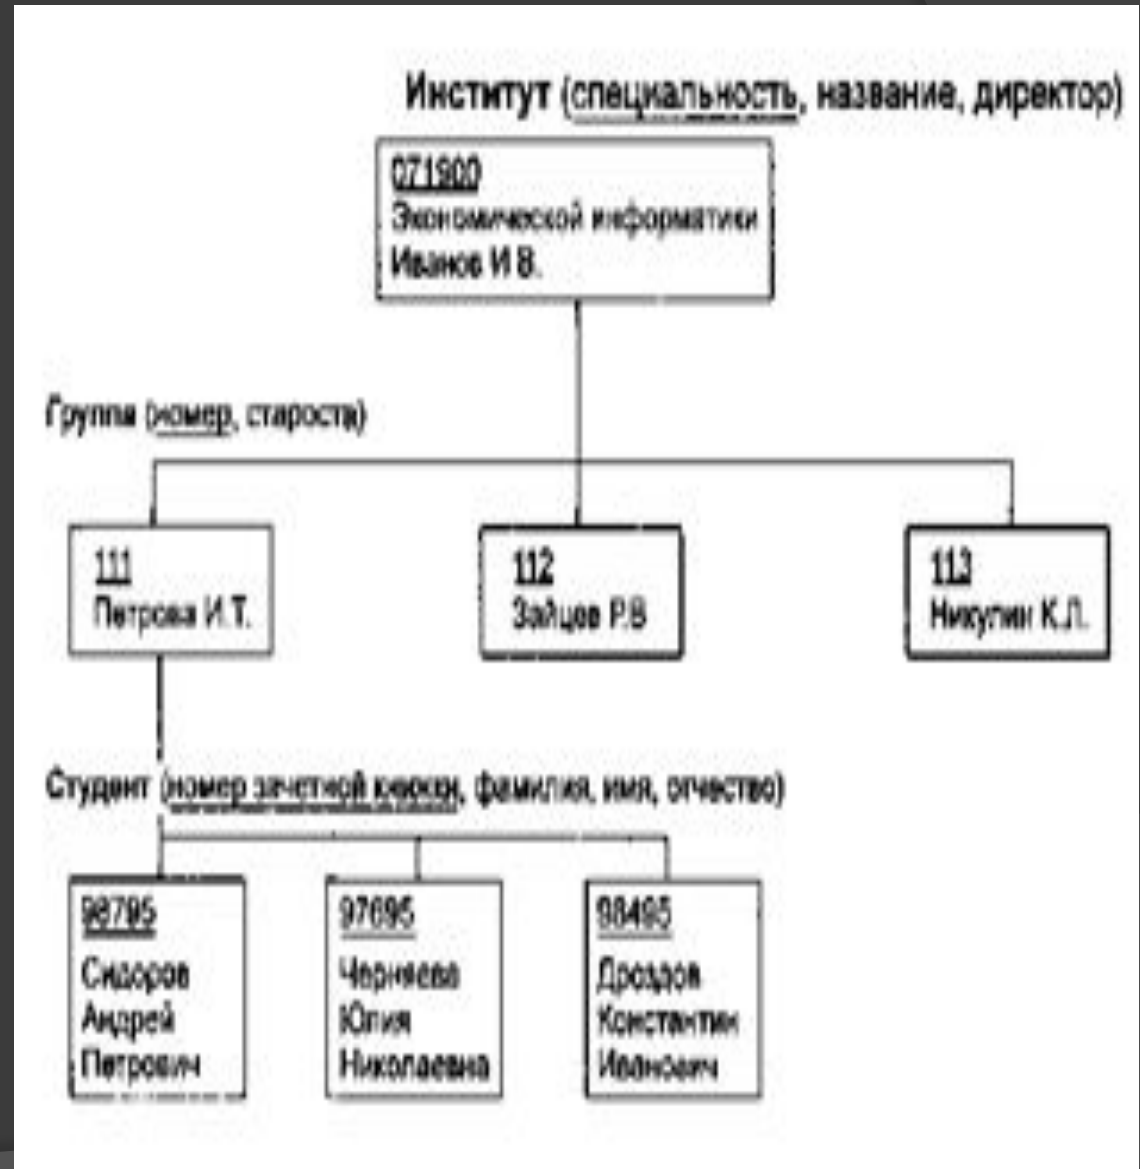 Институт (специальность, название, директор)
071900
Экономической информатики
Иванов И В.
Группа (номер, староста)
111
Петрова И.Т.
112
Зайцев Р.В
113
Никулин К.Л.
Студент (номер зачетной книжки, фамилия, имя, отчество)
98795
Сидоров
Андрей
Петрович
97695
Черняева
Юлия
Николаевна
98495
Дроздов
Константин
Иванович